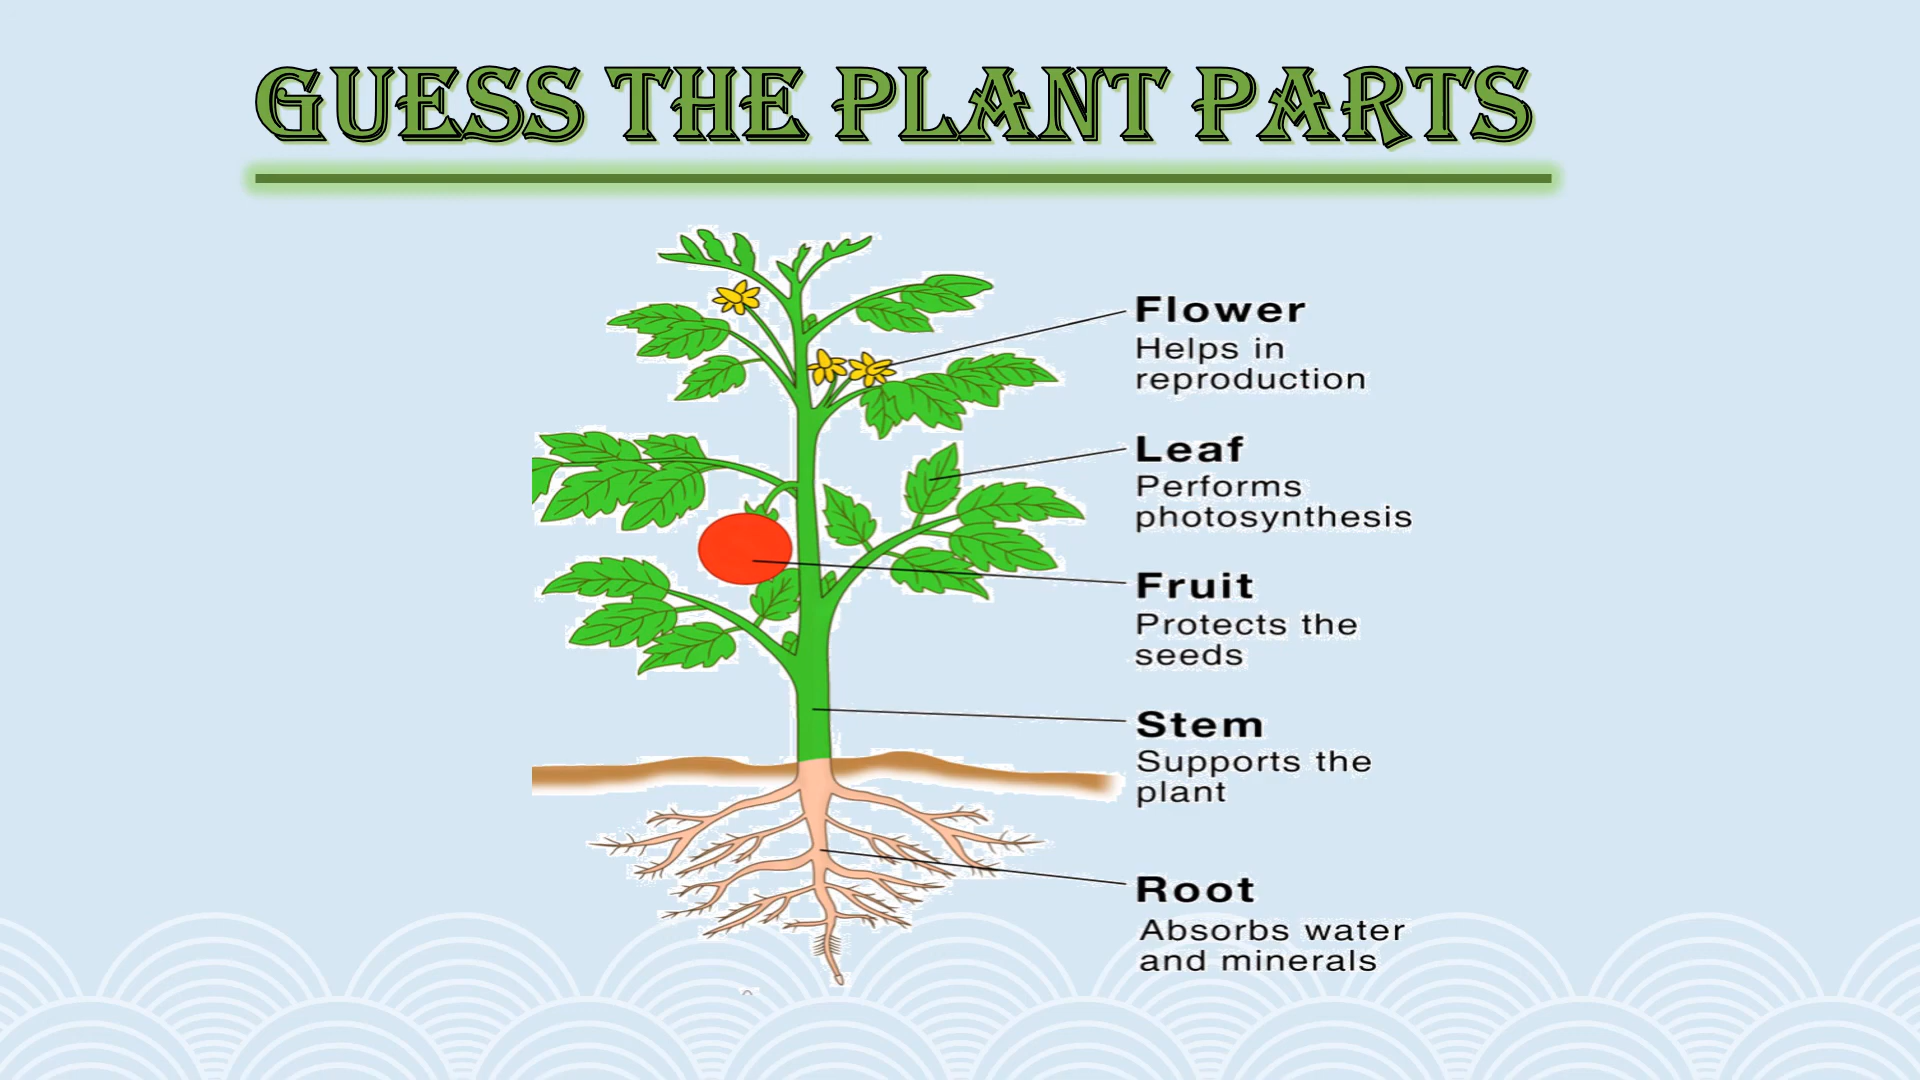 GUESS THE PLANT PARTS
Flower
Helps in
reproduction
Leaf
Performs
photosynthesis
Fruit
Protects the
seeds
Stem
Supports the
plant
Root
Absorbs water
and minerals